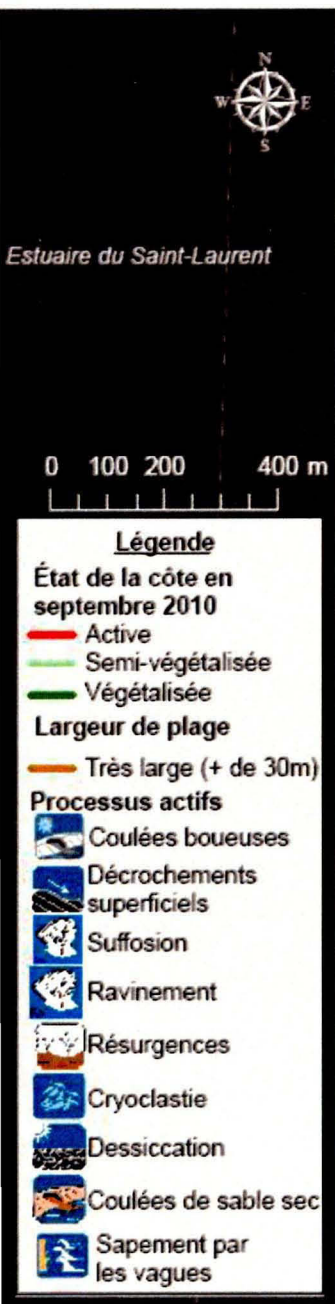 N
W E
S
Estuaire du Saint-Laurent
0 100 200 400 m
Légende
État de la côte en
septembre 2010
Active
Semi-végétalisée
Végétalisée
Largeur de plage
Très large (+ de 30m)
Processus actifs
Coulées boueuses
Décrochements
superficiels
Suffosion
Ravinement
Résurgences
Cryoclastie
Dessiccation
Coulées de sable sec
Sapement par
les vagues